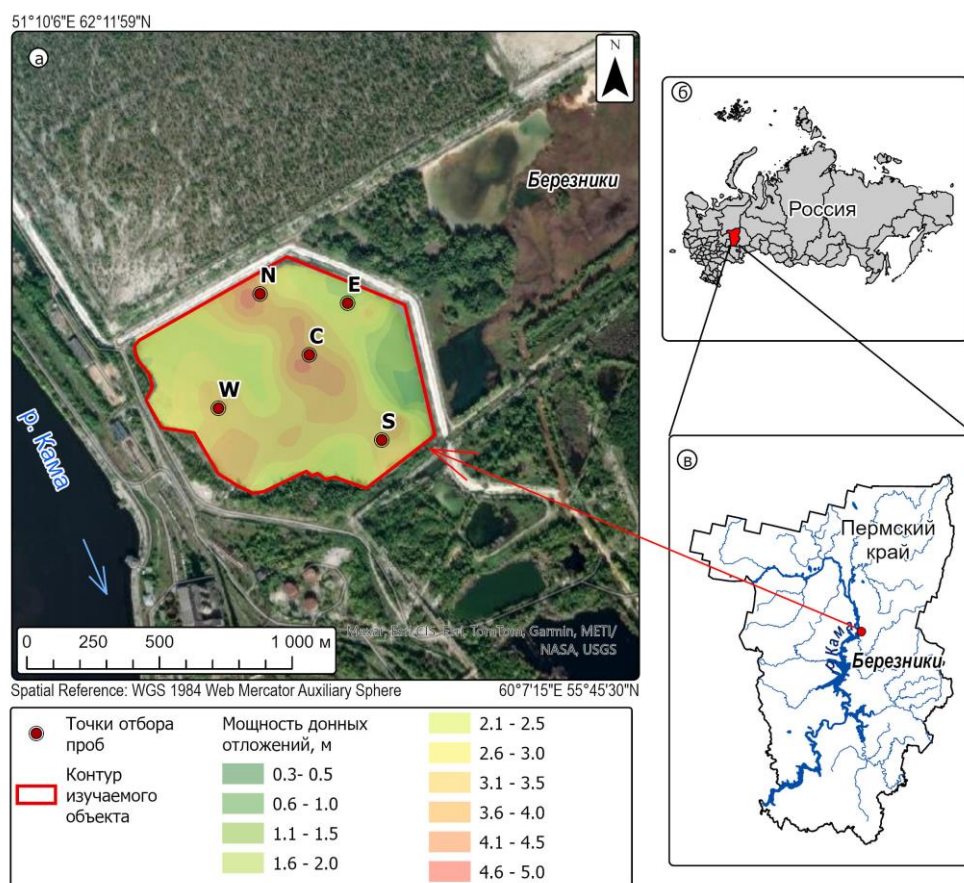 51°10'6"E 62°11'59"N
а
N
Березники
N
E
C
W
S
р. Кама
0 250 500 1000 м
Maxar, Esri, CIS, Esri, TomTom, Garmin, METI/
NASA, USGS
Spatial Reference: WGS 1984 Web Mercator Auxiliary Sphere 60°7'15"E 55°45'30"N
Точки отбора
проб
Контур
изучаемого
объекта
Мощность донных
отложений, м
0.3- 0.5
0.6 - 1.0
1.1 - 1.5
1.6 - 2.0
2.1 - 2.5
2.6 - 3.0
3.1 - 3.5
3.6 - 4.0
4.1 - 4.5
4.6 - 5.0
б
Россия
в
Пермский
край
р. Кама
Березники